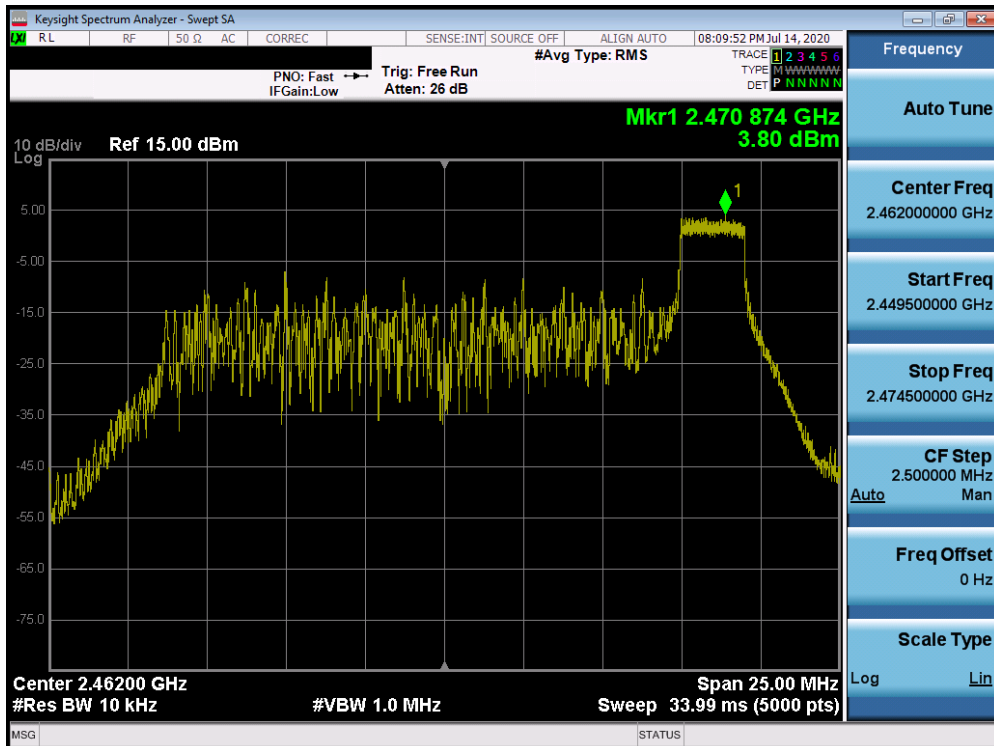 Keysight Spectrum Analyzer - Swept SA
LXI RL RF 50 Ω AC CORREC SENSE:INT SOURCE OFF ALIGN AUTO 08:09:52 PM Jul 14, 2020
#Avg Type: RMS
TRACE 1 2 3 4 5 6
TYPE M W W W W W
DET P N N N N N
PNO: Fast
IFGain:Low
Trig: Free Run
Atten: 26 dB
Mkr1 2.470 874 GHz
3.80 dBm
10 dB/div
Log
Ref 15.00 dBm
1
5.00
-5.00
-15.0
-25.0
-35.0
-45.0
-55.0
-65.0
-75.0
Center 2.46200 GHz
Span 25.00 MHz
#Res BW 10 kHz
#VBW 1.0 MHz
Sweep 33.99 ms (5000 pts)
MSG
STATUS
Frequency
Auto Tune
Center Freq
2.462000000 GHz
Start Freq
2.449500000 GHz
Stop Freq
2.474500000 GHz
CF Step
2.500000 MHz
Auto Man
Freq Offset
0 Hz
Scale Type
Log Lin